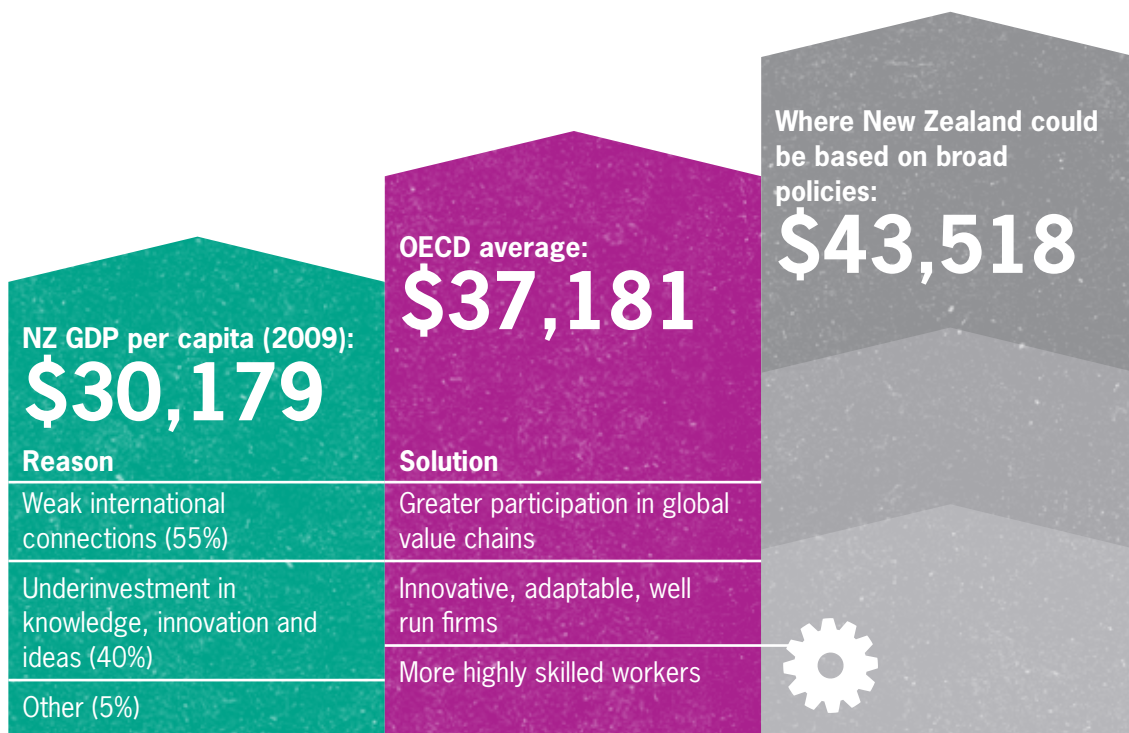 NZ GDP per capita (2009):
$30,179
Reason
Weak international
connections (55%)
Underinvestment in
knowledge, innovation and
ideas (40%)
Other (5%)
OECD average:
$37,181
Solution
Greater participation in global
value chains
Innovative, adaptable, well
run firms
More highly skilled workers
Where New Zealand could
be based on broad
policies:
$43,518